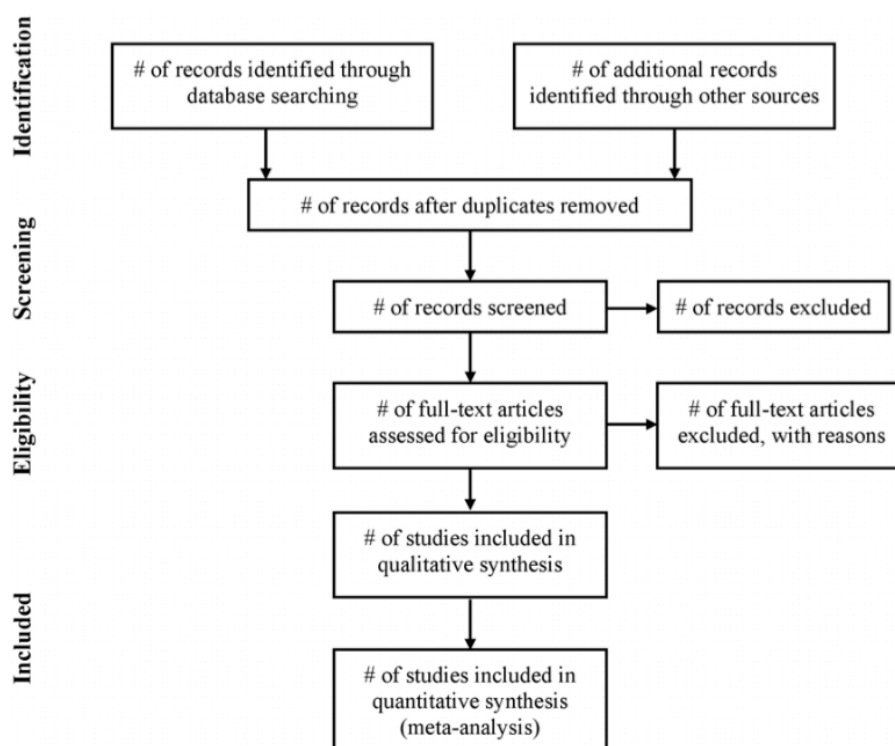 Identification
# of records identified through
database searching
# of additional records
identified through other sources
Screening
# of records after duplicates removed
# of records screened
# of records excluded
Eligibility
# of full-text articles
assessed for eligibility
# of full-text articles
excluded, with reasons
Included
# of studies included in
qualitative synthesis
# of studies included in
quantitative synthesis
(meta-analysis)